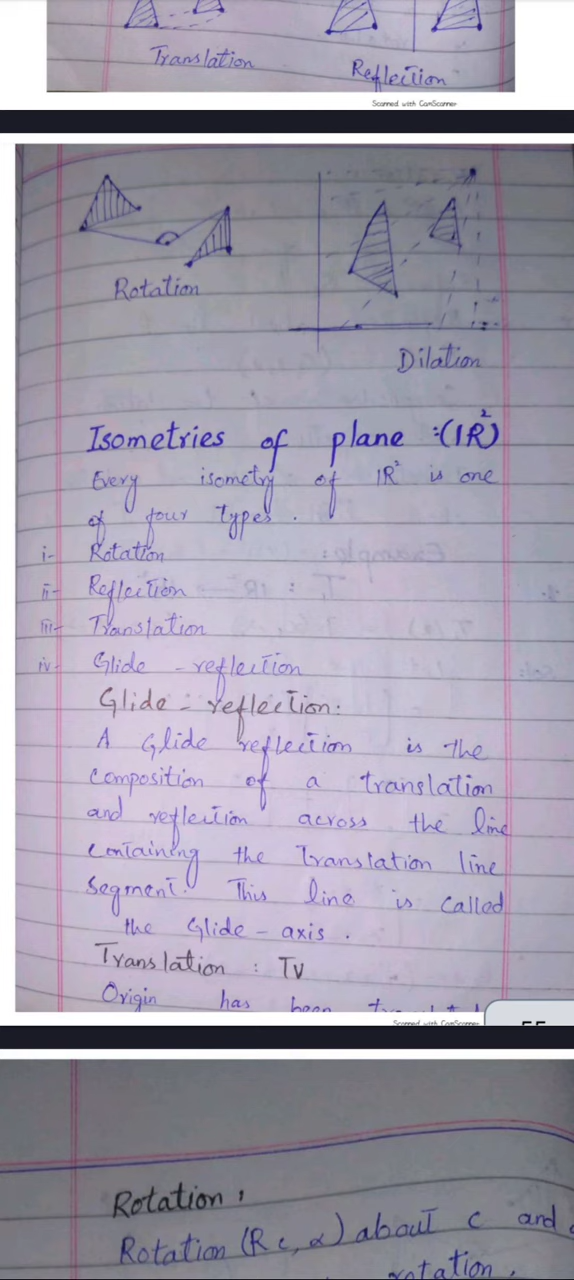 Translation
Reflection
Scanned with CamScanner
Rotation
Dilation
Isometries of plane :(IR²)
Every isometry of IR² is one
of four types.
i- Rotation
ii- Reflection
iii- Translation
iv- Glide - reflection
Glide - reflection:
A Glide reflection is the
composition of a translation
and reflection across the line
containing the translation line
segment. This line is called
the Glide - axis.
Translation : Tv
Origin has been
Scanned with CamScanner
55
Rotation,
Rotation (Rc,α) about c and
rotation.